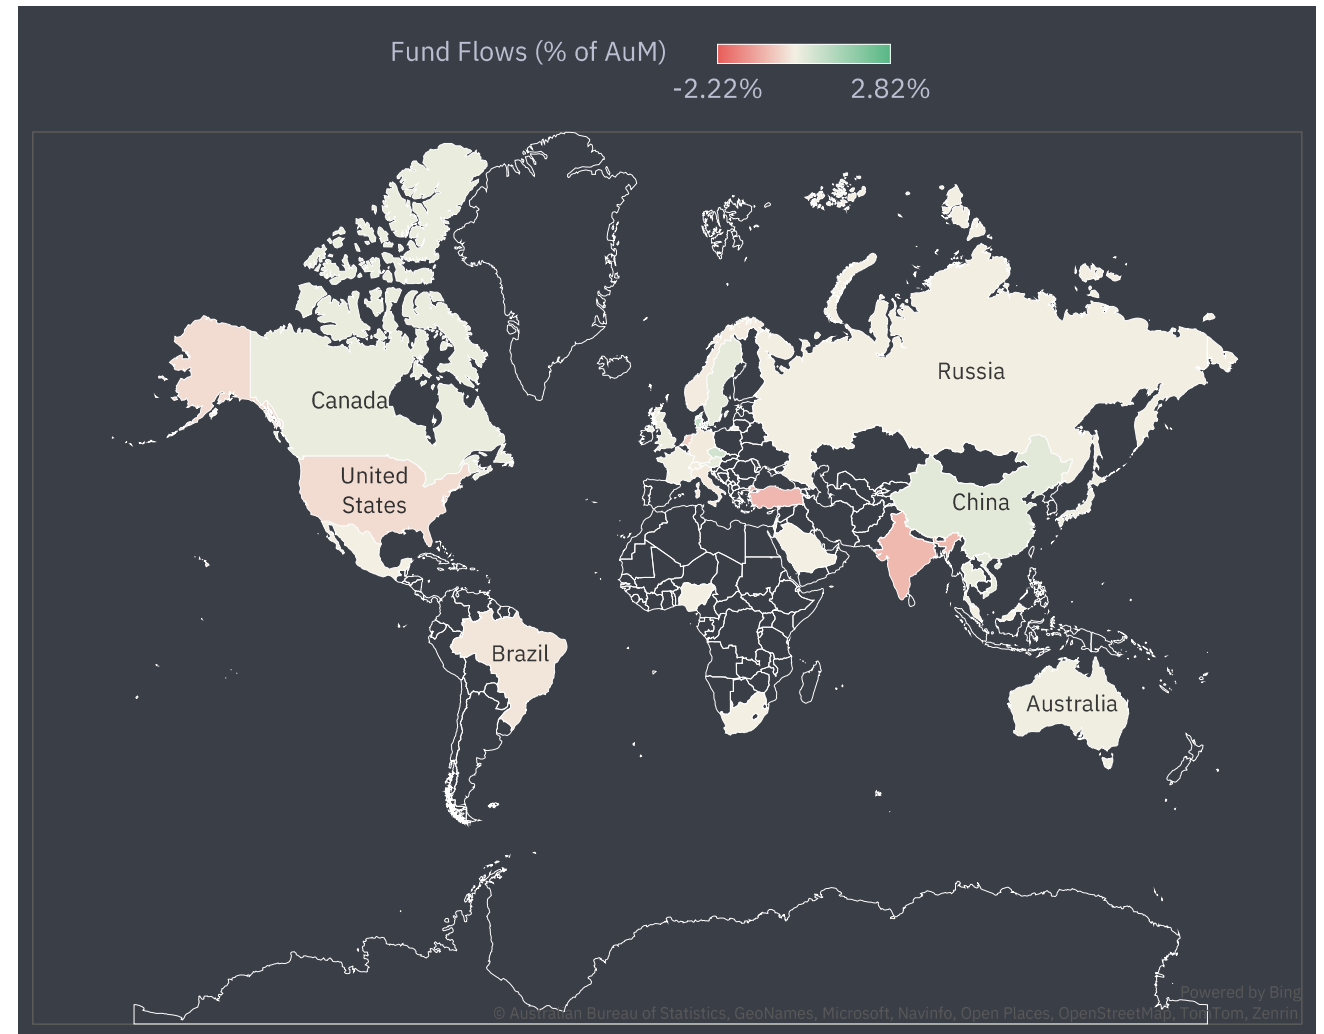 Fund Flows (% of AuM)
-2.22%
2.82%
Russia
Canada
United
States
China
Brazil
Australia
Powered by Bing
© Australian Bureau of Statistics, GeoNames, Microsoft, Navinfo, Open Places, OpenStreetMap, TomTom, Zenrin